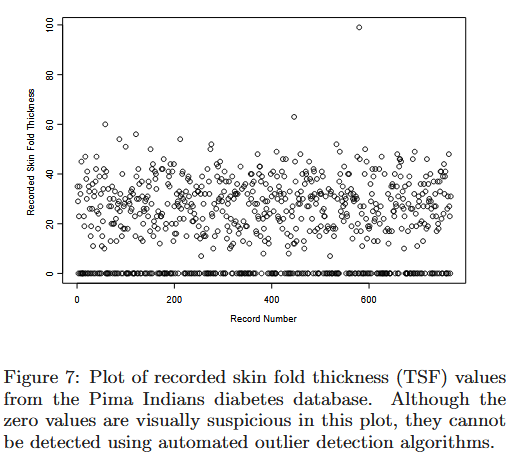 100
80
60
40
20
0
Recorded Skin Fold Thickness
0
200
400
600
Record Number
Figure 7: Plot of recorded skin fold thickness (TSF) values
from the Pima Indians diabetes database. Although the
zero values are visually suspicious in this plot, they cannot
be detected using automated outlier detection algorithms.